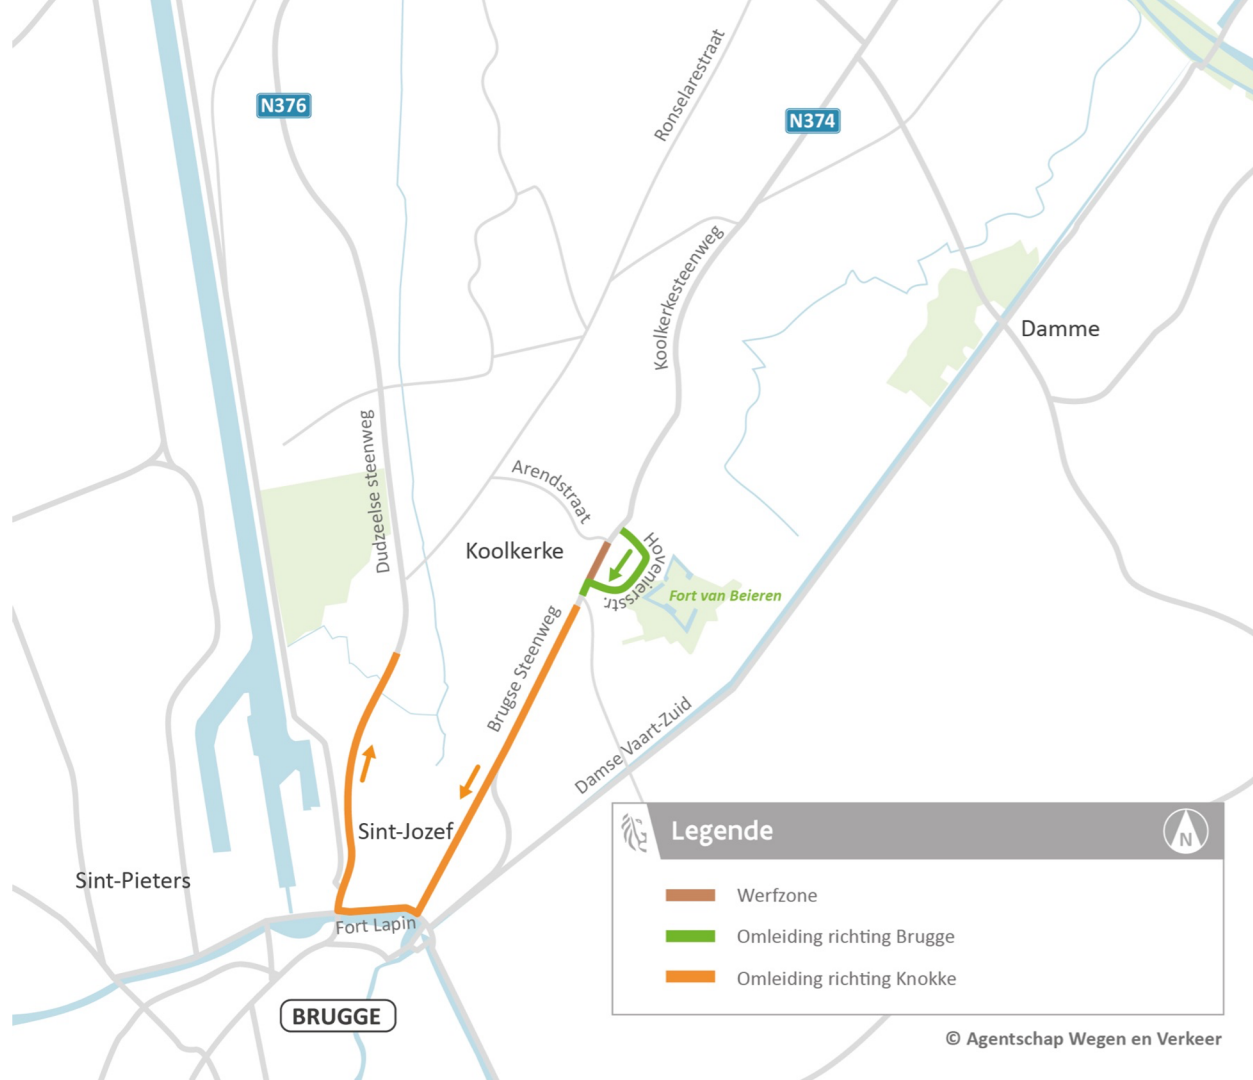 N376
Ronselarestraat
N374
Koolkerkesteenweg
Damme
Dudzeelse steenweg
Arendstraat
Koolkerke
Hoveniersstr.
Fort van Beieren
Brugse Steenweg
Damse Vaart-Zuid
Sint-Jozef
Sint-Pieters
Fort Lapin
BRUGGE
Legende
N
Werfzone
Omleiding richting Brugge
Omleiding richting Knokke
© Agentschap Wegen en Verkeer